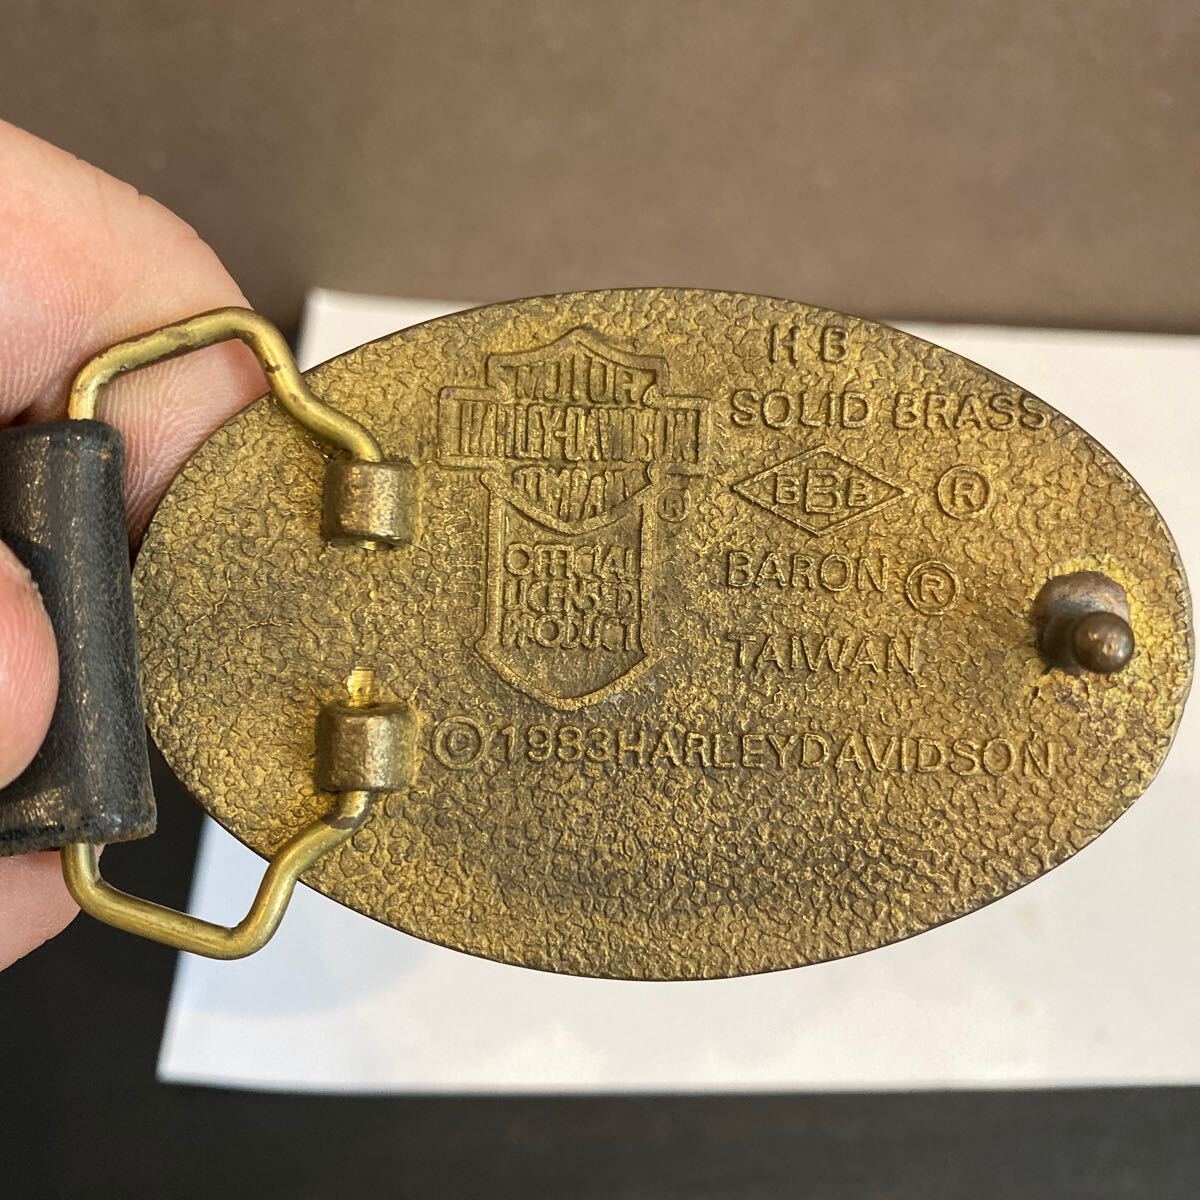 MOTOR
HARLEY-DAVIDSON
COMPANY
®
OFFICIAL
LICENSED
PRODUCT
H B
SOLID BRASS
BBB ®
BARON ®
TAIWAN
© 1983 HARLEY DAVIDSON